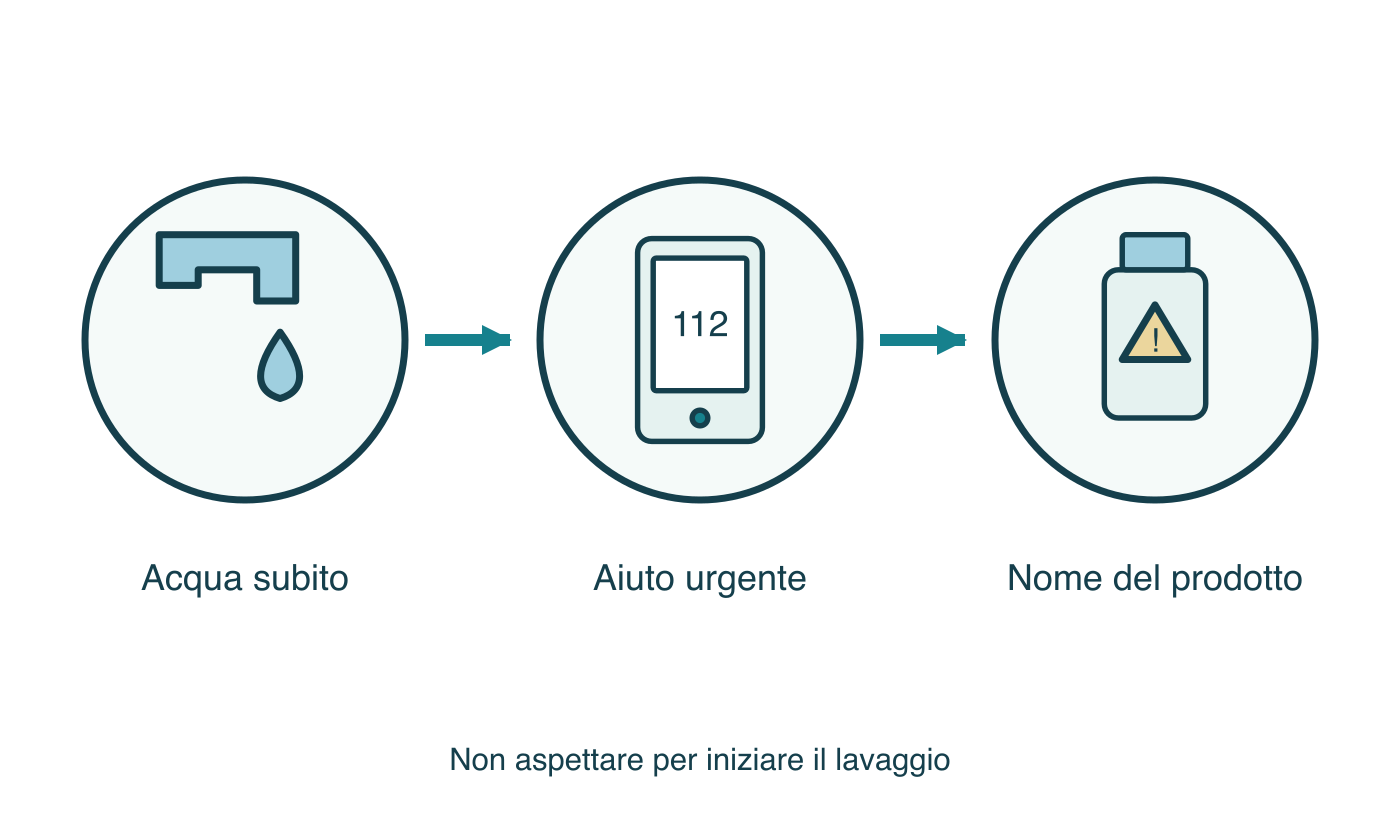 112
!
Acqua subito
Aiuto urgente
Nome del prodotto
Non aspettare per iniziare il lavaggio